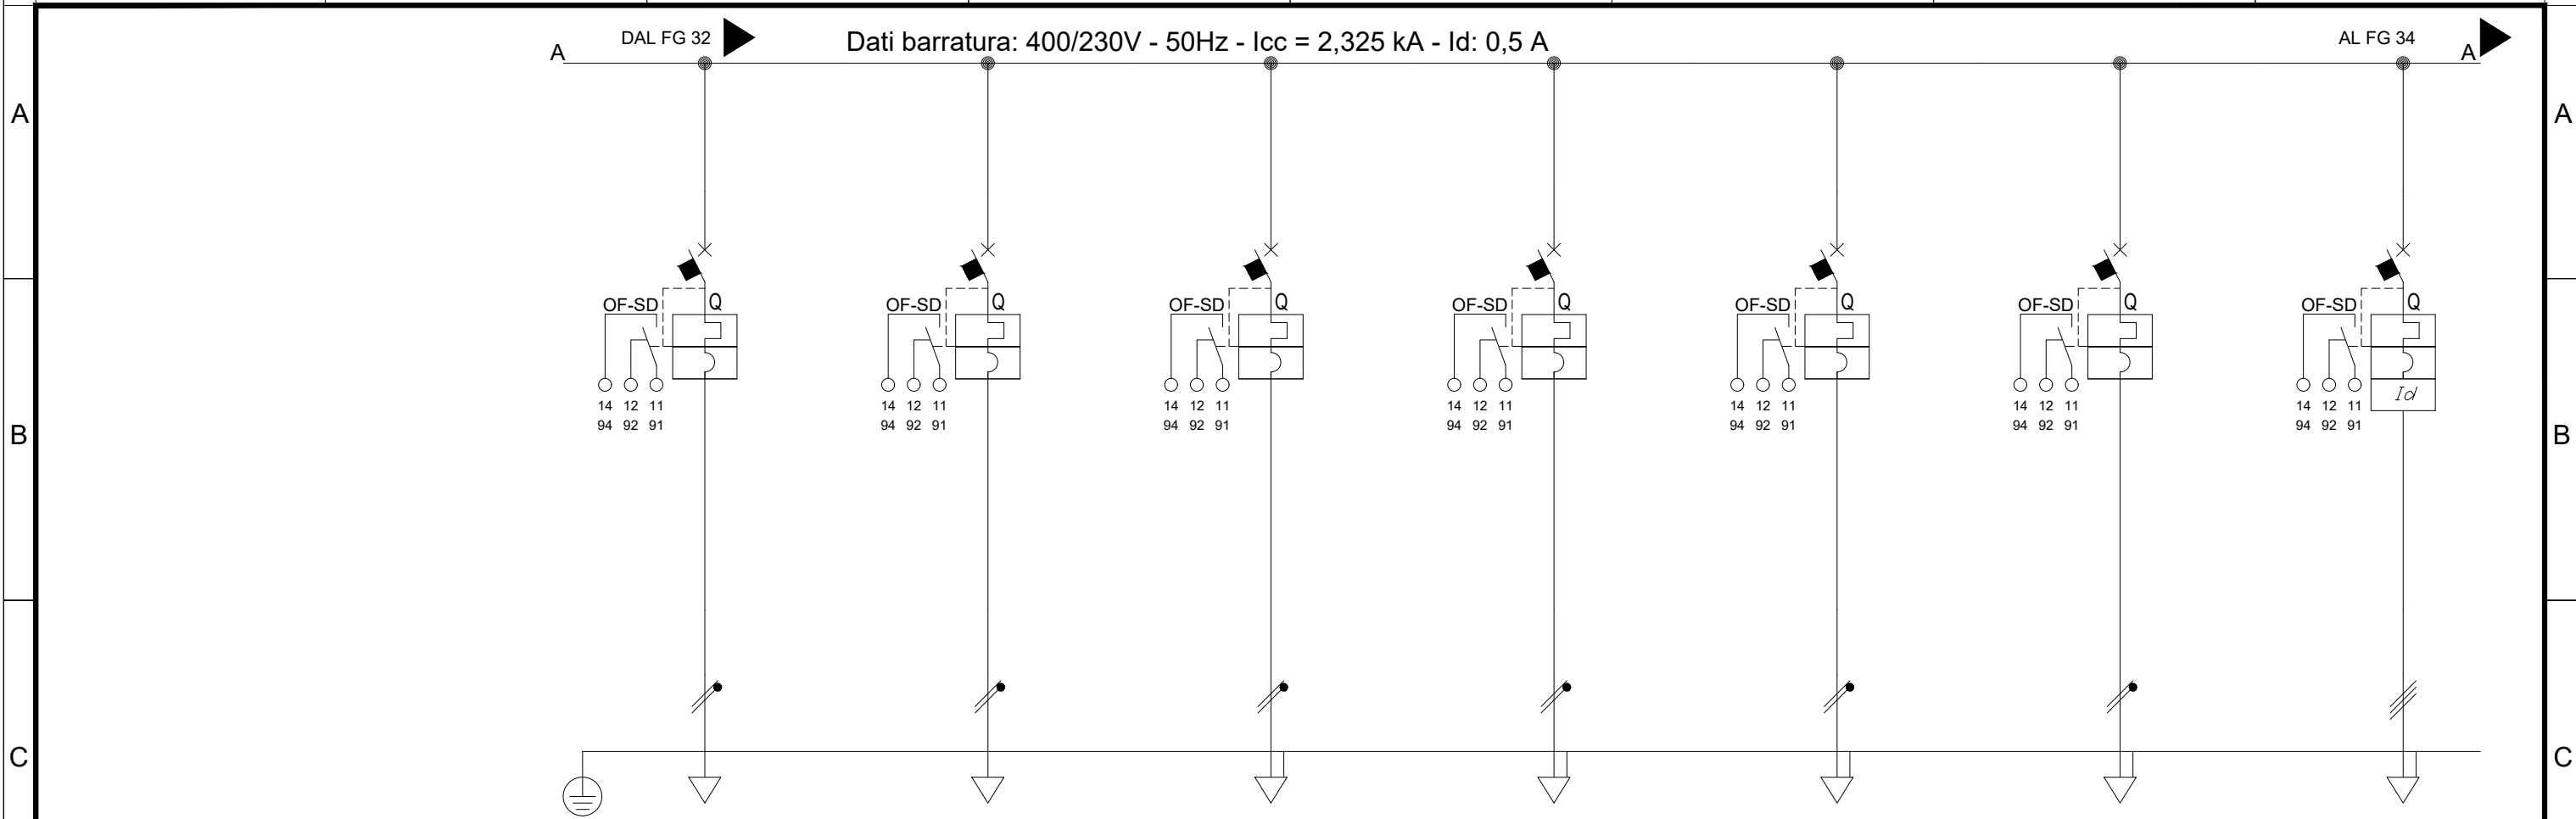 DAL FG 32
Dati barratura: 400/230V - 50Hz - Icc = 2,325 kA - Id: 0,5 A
AL FG 34
A A
A A
OF-SD Q OF-SD Q OF-SD Q OF-SD Q OF-SD Q OF-SD Q OF-SD Q
Id
14 12 11 14 12 11 14 12 11 14 12 11 14 12 11 14 12 11 14 12 11
94 92 91 94 92 91 94 92 91 94 92 91 94 92 91 94 92 91 94 92 91
B B
C C